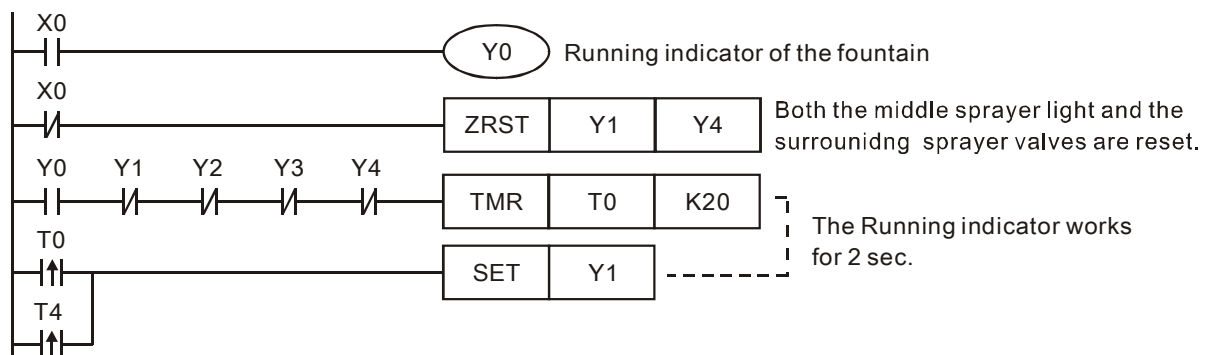 X0
Y0 Running indicator of the fountain
X0
ZRST Y1 Y4 Both the middle sprayer light and the
surrounidng sprayer valves are reset.
Y0 Y1 Y2 Y3 Y4
TMR T0 K20
The Running indicator works
for 2 sec.
T0
SET Y1
T4